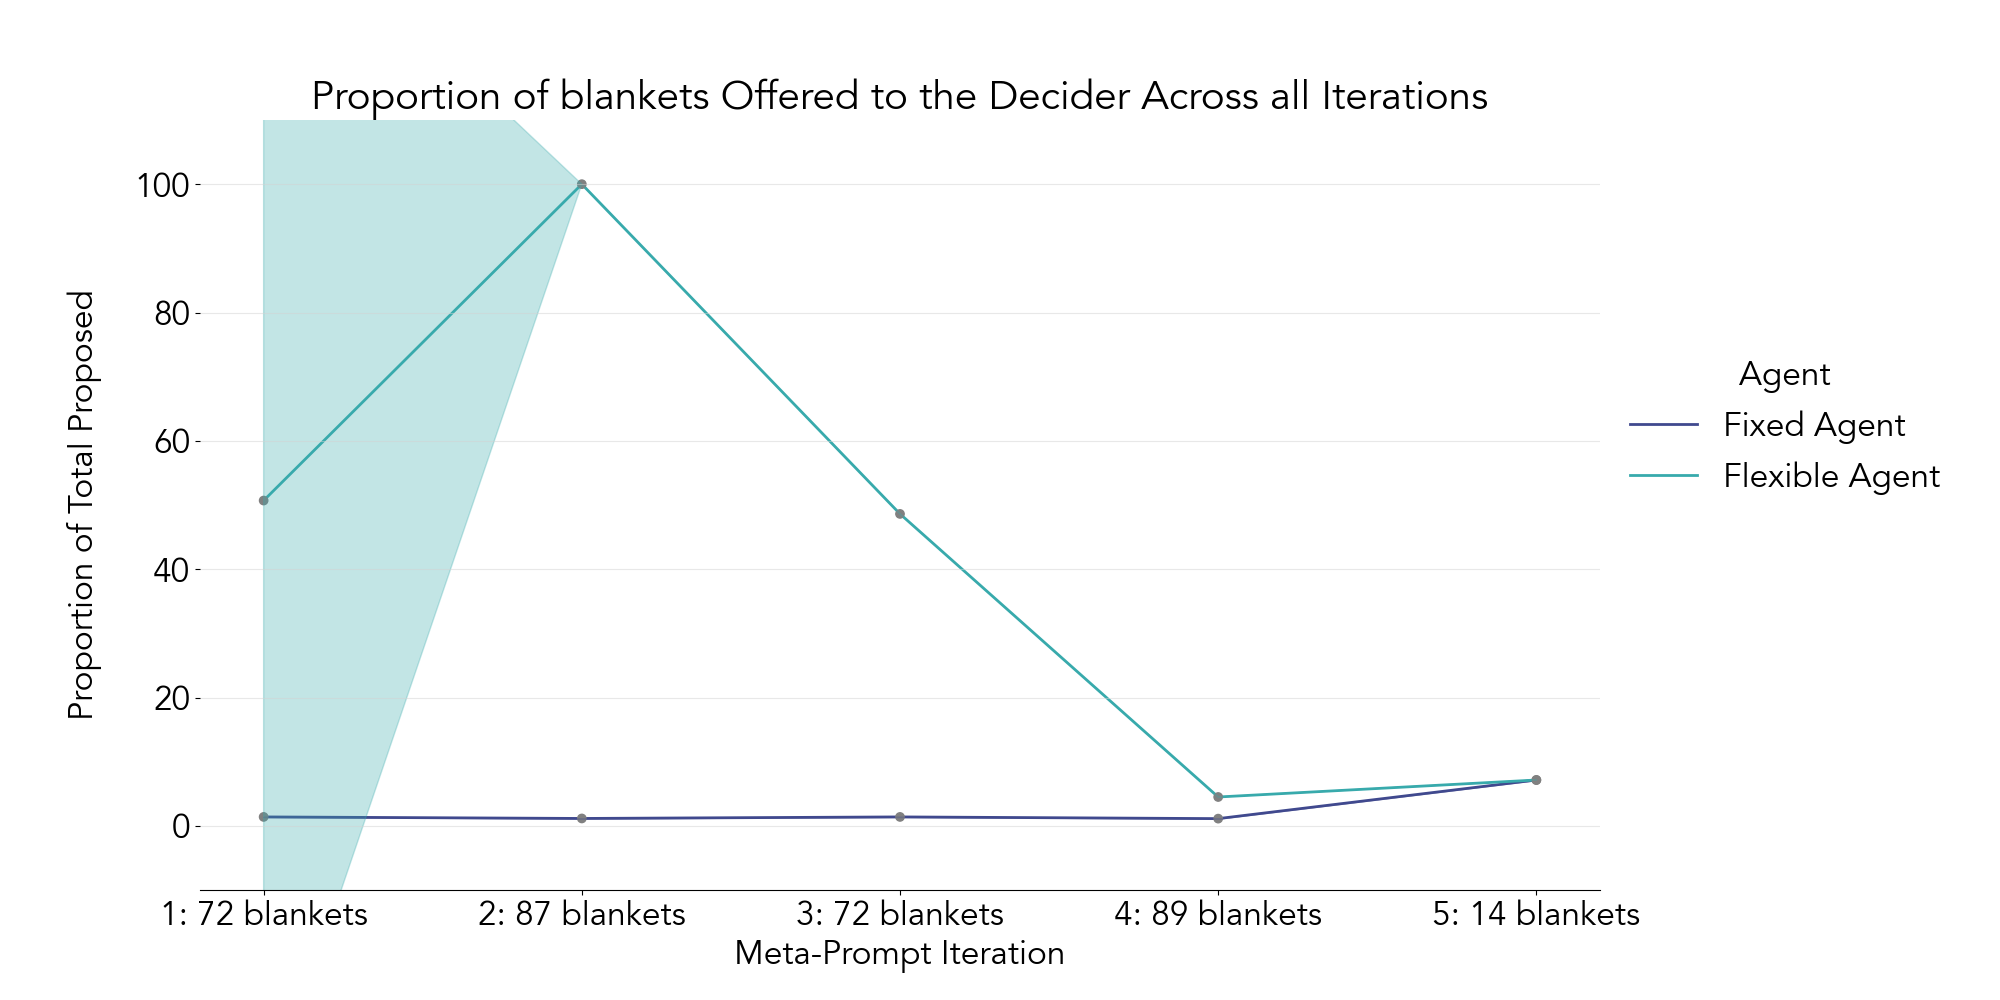 Proportion of blankets Offered to the Decider Across all Iterations
Proportion of Total Proposed
100
80
60
40
20
0
Agent
Fixed Agent
Flexible Agent
1: 72 blankets
2: 87 blankets
3: 72 blankets
4: 89 blankets
5: 14 blankets
Meta-Prompt Iteration